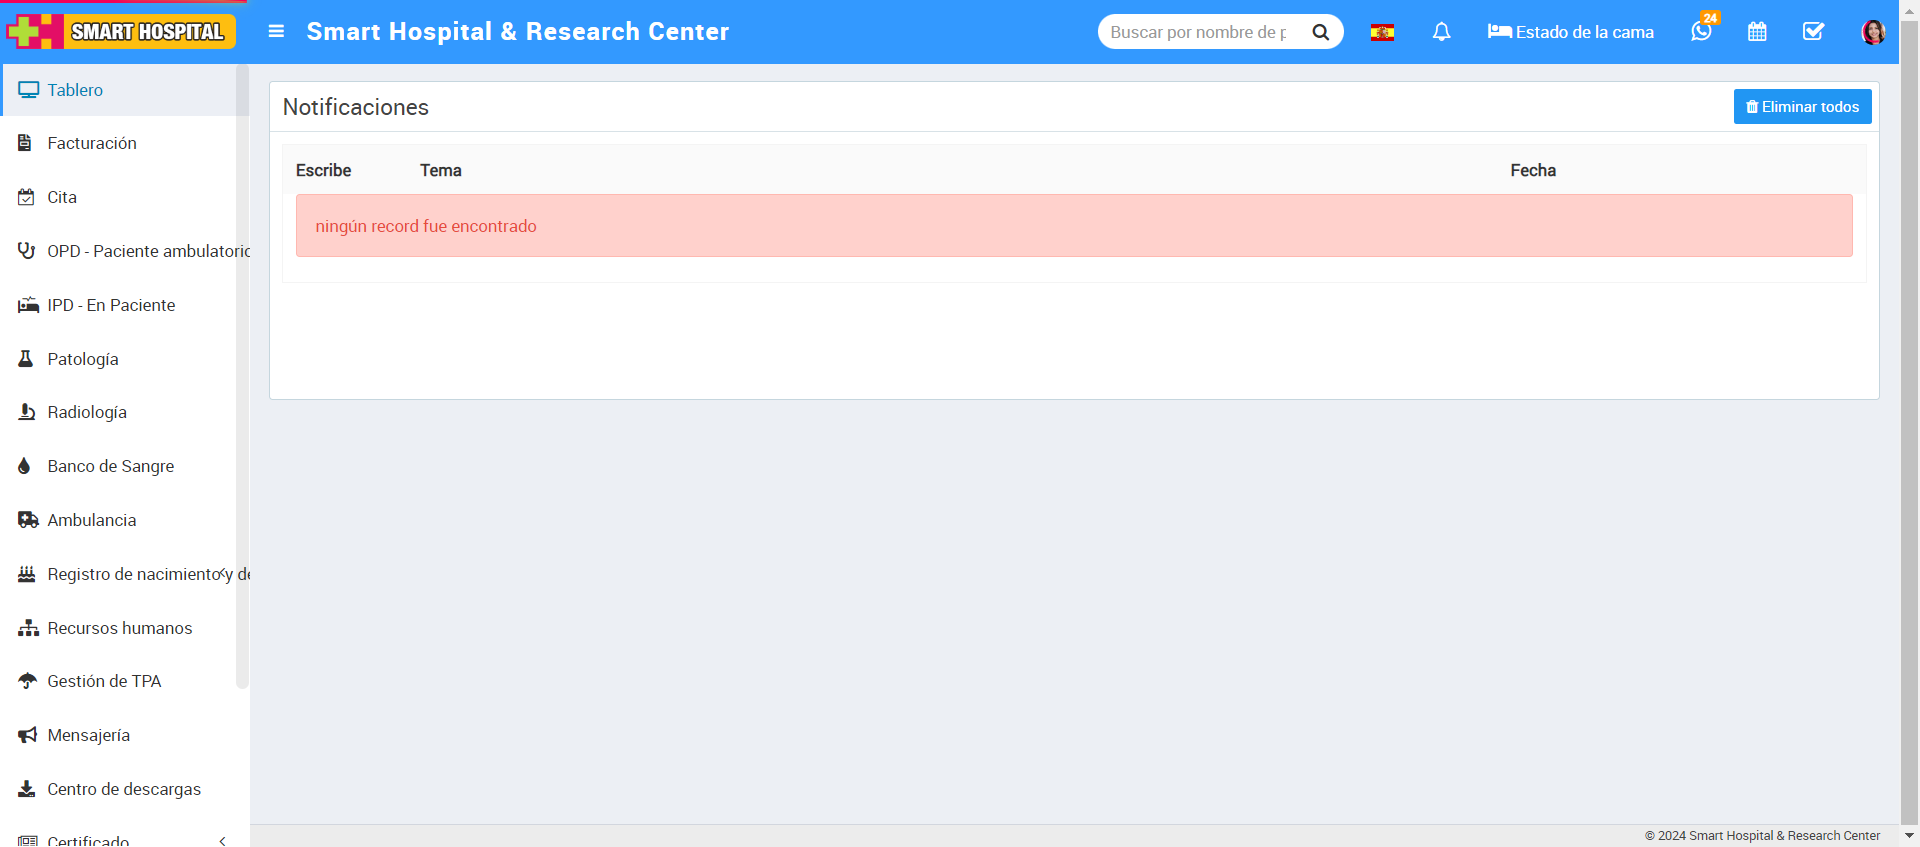 SMART HOSPITAL
Smart Hospital & Research Center
Buscar por nombre de p
Estado de la cama
24
Tablero
Facturación
Cita
OPD - Paciente ambulatorio
IPD - En Paciente
Patología
Radiología
Banco de Sangre
Ambulancia
Registro de nacimiento y de
Recursos humanos
Gestión de TPA
Mensajería
Centro de descargas
Certificado
Notificaciones
Eliminar todos
Escribe Tema Fecha
ningún record fue encontrado
© 2024 Smart Hospital & Research Center